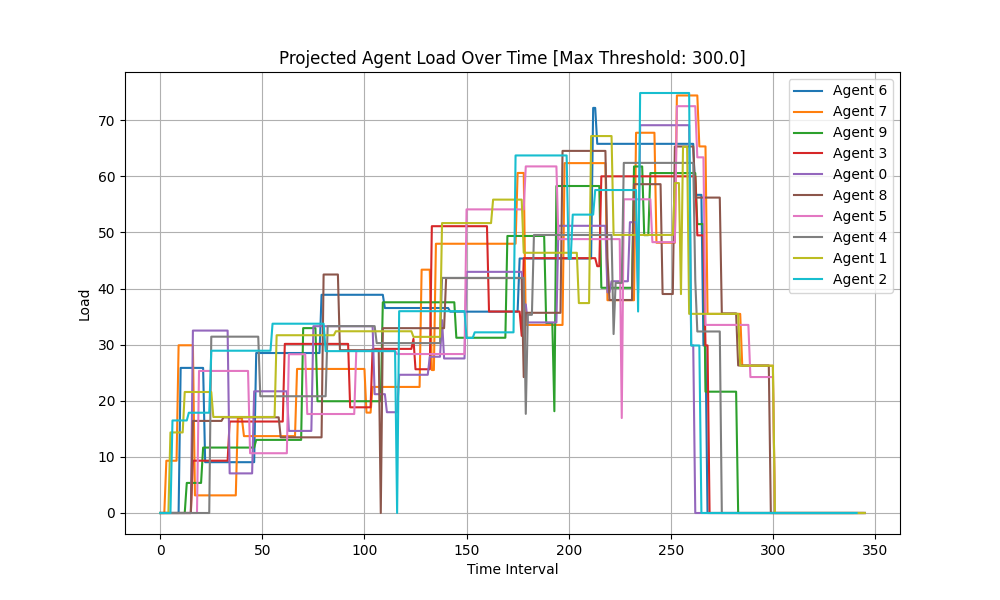 Projected Agent Load Over Time [Max Threshold: 300.0]
Load
70
60
50
40
30
20
10
0
0 50 100 150 200 250 300 350
Time Interval
Agent 6
Agent 7
Agent 9
Agent 3
Agent 0
Agent 8
Agent 5
Agent 4
Agent 1
Agent 2